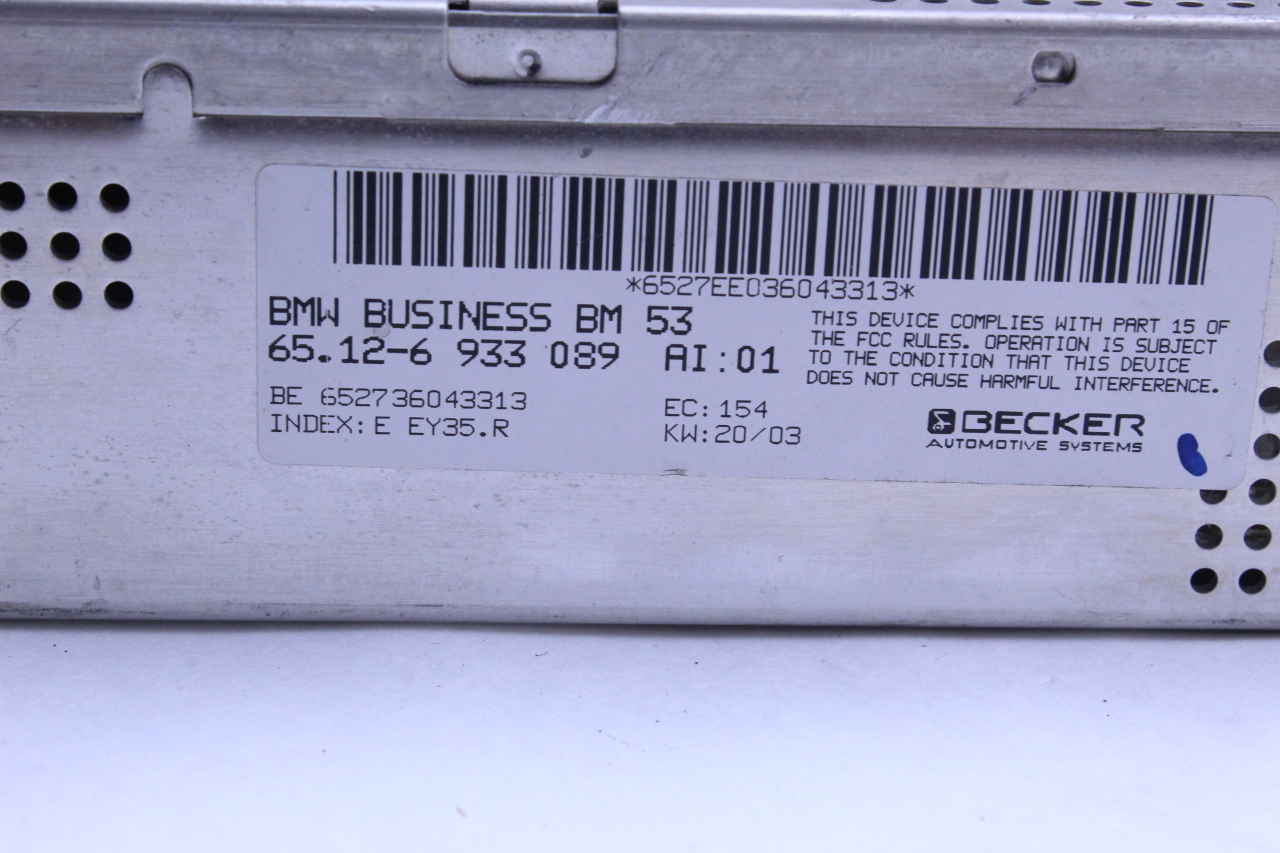 *6527EE036043313*
BMW BUSINESS BM 53
65.12-6 933 089 AI:01
BE 652736043313
INDEX:E EY35.R
EC:154
KW:20/03
THIS DEVICE COMPLIES WITH PART 15 OF
THE FCC RULES. OPERATION IS SUBJECT
TO THE CONDITION THAT THIS DEVICE
DOES NOT CAUSE HARMFUL INTERFERENCE.
BECKER
AUTOMOTIVE SYSTEMS